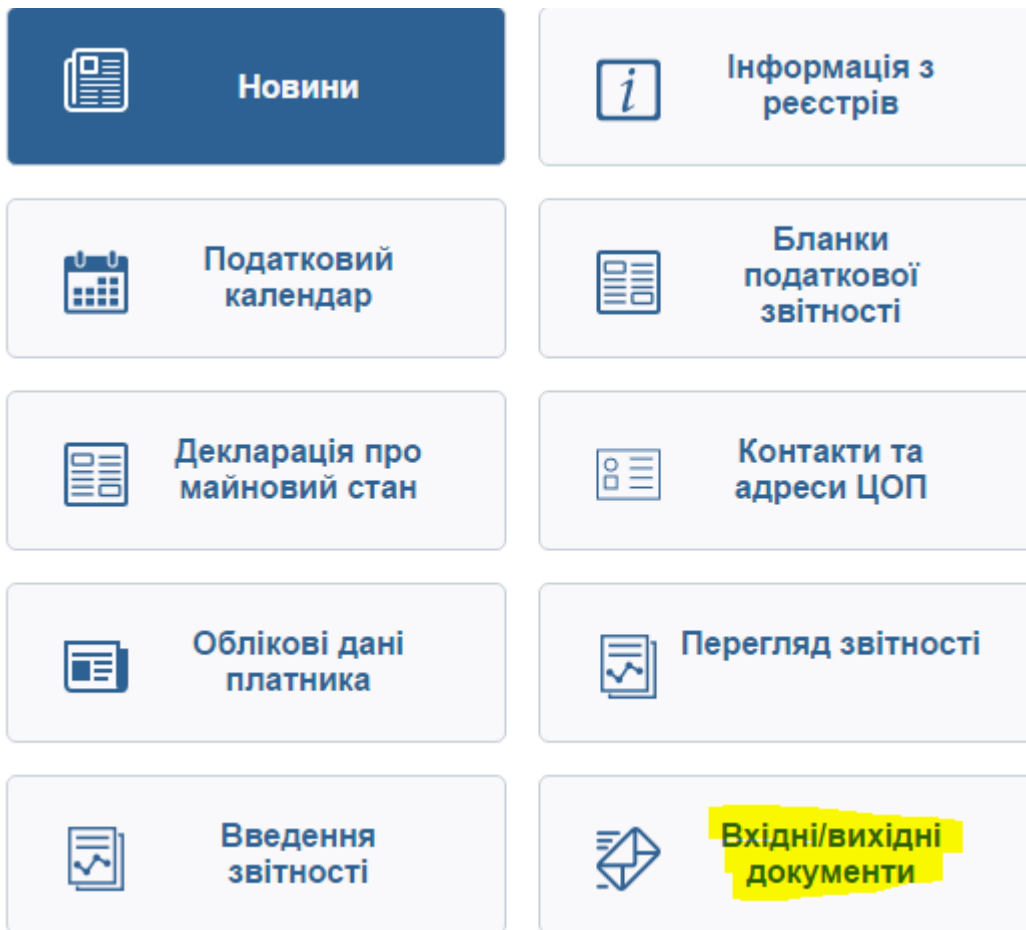 Новини
Інформація з
реєстрів
Податковий
календар
Бланки
податкової
звітності
Декларація про
майновий стан
Контакти та
адреси ЦОП
Облікові дані
платника
Перегляд звітності
Введення
звітності
Вхідні/вихідні
документи